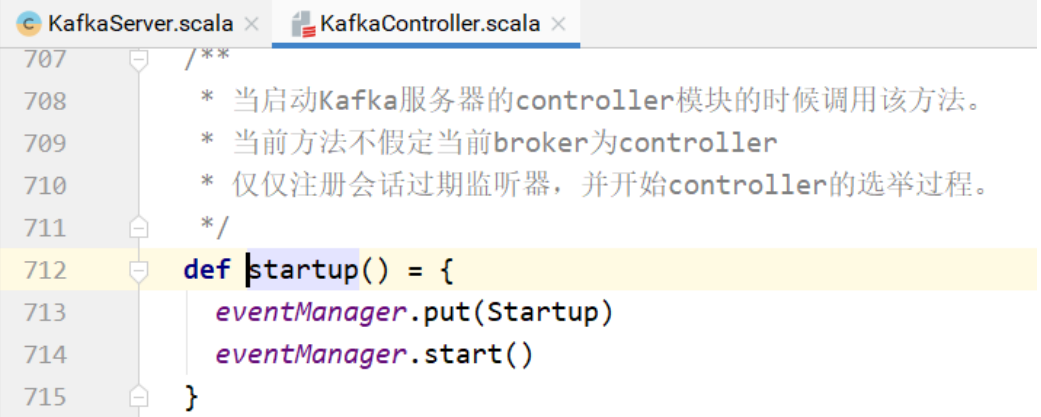 KafkaServer.scala × KafkaController.scala ×
707 /**
708 * 当启动Kafka服务器的controller模块的时候调用该方法。
709 * 当前方法不假定当前broker为controller
710 * 仅仅注册会话过期监听器，并开始controller的选举过程。
711 */
712 def startup() = {
713 eventManager.put(Startup)
714 eventManager.start()
715 }